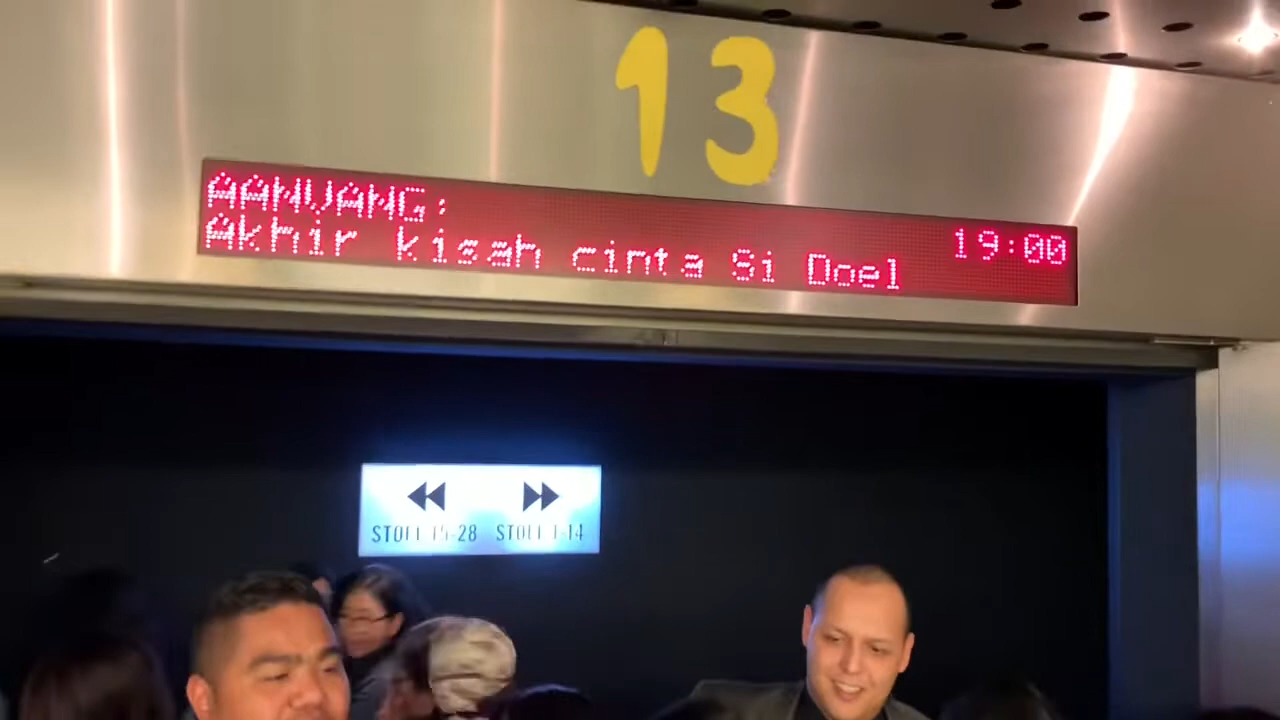 13
AANVANG:
Akhir kisah cinta Si Doel 19:00
STOEL 15-28 STOEL 1-14